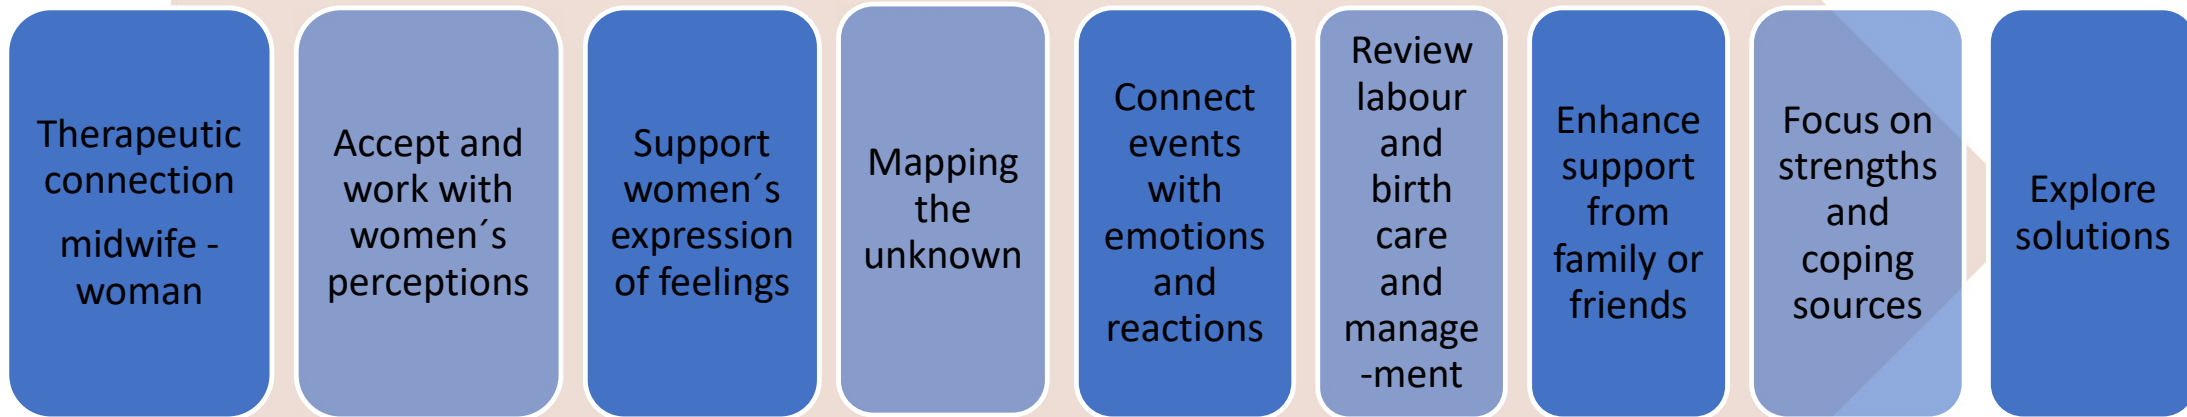 Therapeutic
connection
midwife -
woman
Accept and
work with
women´s
perceptions
Support
women´s
expression
of feelings
Mapping
the
unknown
Connect
events
with
emotions
and
reactions
Review
labour
and
birth
care
and
manage
-ment
Enhance
support
from
family or
friends
Focus on
strengths
and
coping
sources
Explore
solutions